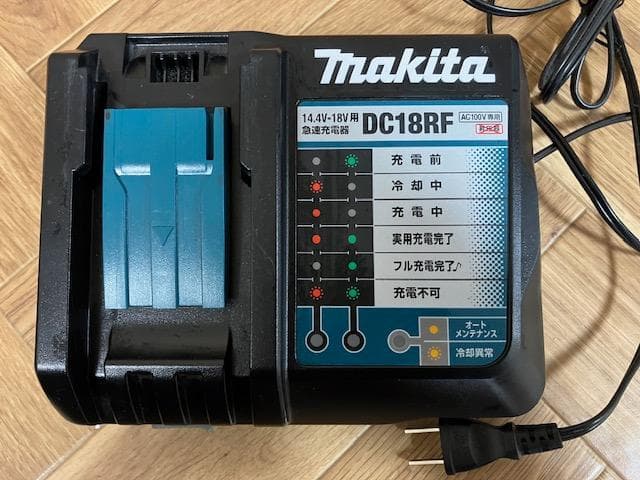 makita
14.4V-18V用
急速充電器
DC18RF
AC100V専用
充電前
冷却中
充電中
実用充電完了
フル充電完了♪
充電不可
オート
メンテナンス
冷却異常